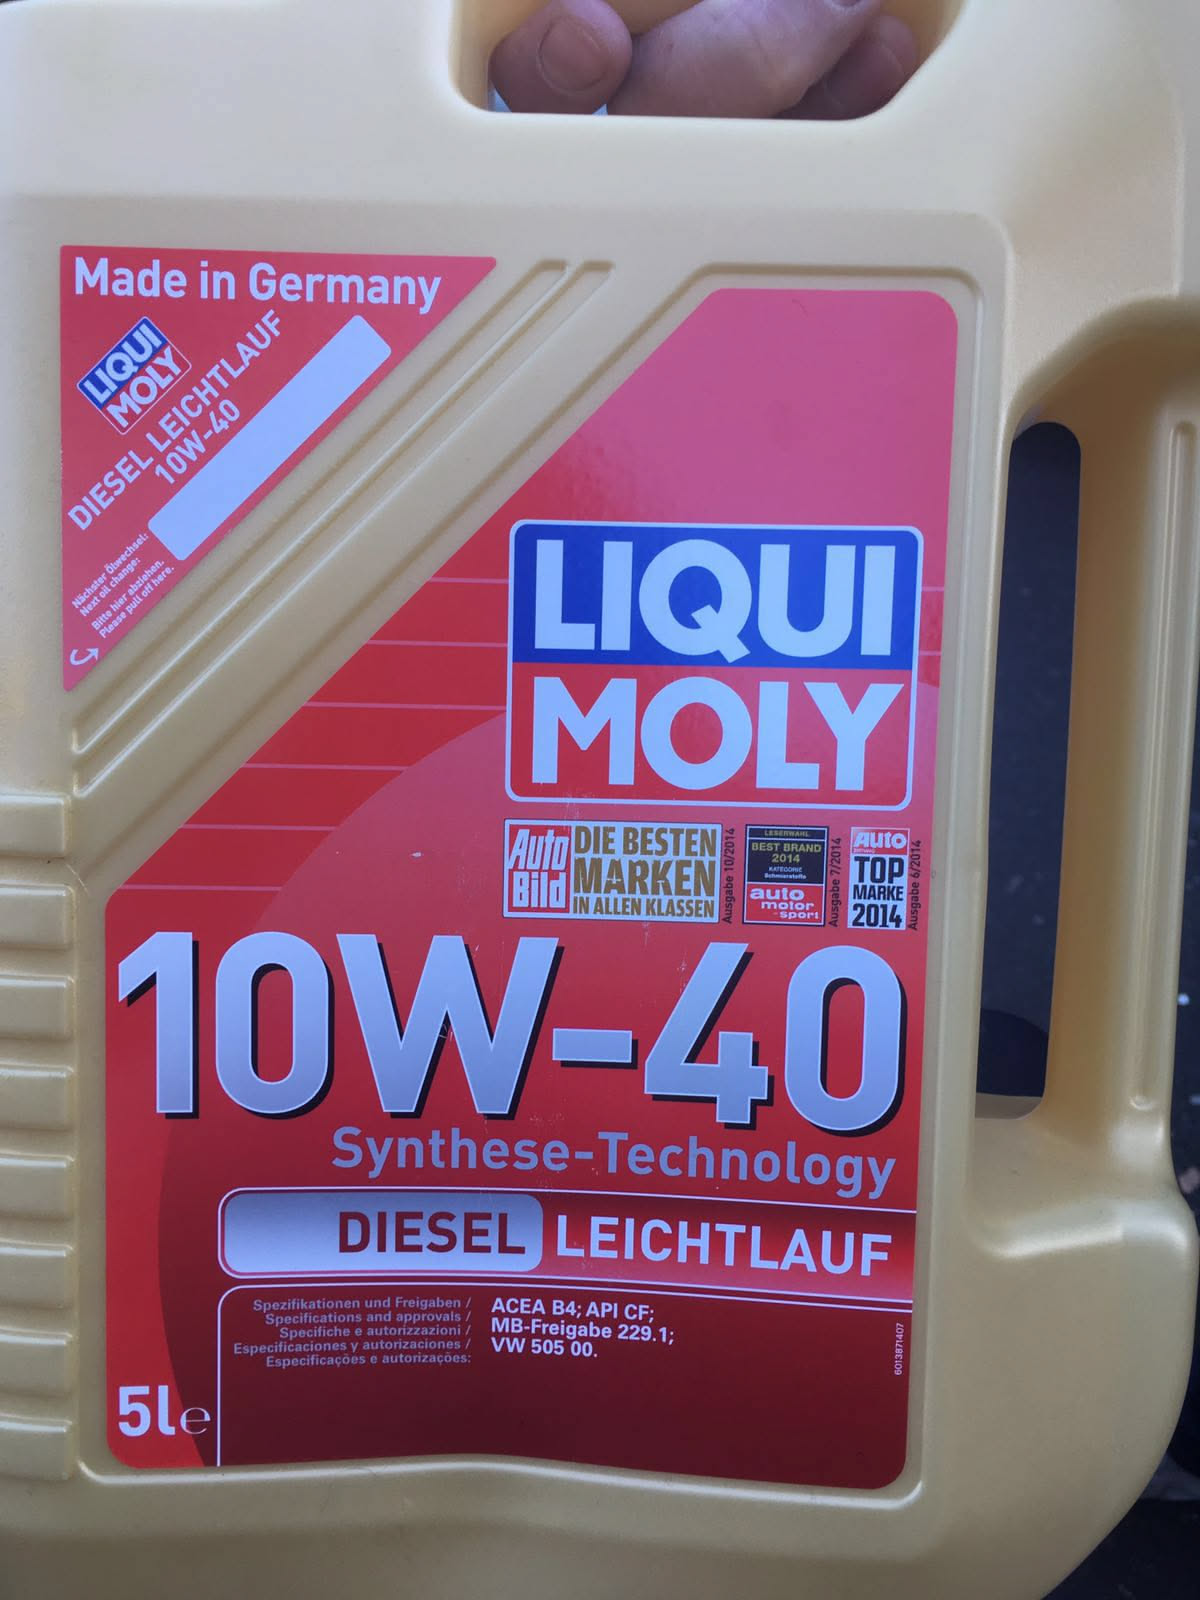 Made in Germany
LIQUI
MOLY
DIESEL LEICHTLAUF
10W-40
Nächster Ölwechsel:
Next oil change:
Bitte hier abziehen.
Please pull off here.
LIQUI
MOLY
Auto
Bild
DIE BESTEN
MARKEN
IN ALLEN KLASSEN
Ausgabe 10/2014
LESERWAHL
BEST BRAND
2014
KATEGORIE
Schmierstoffe
auto
motor
sport
Ausgabe 7/2014
Auto
TOP
MARKE
2014
Ausgabe 6/2014
10W-40
Synthese-Technology
DIESEL LEICHTLAUF
Spezifikationen und Freigaben /
Specifications and approvals /
Specifiche e autorizzazioni /
Especificaciones y autorizaciones /
Especificações e autorizações:
ACEA B4; API CF;
MB-Freigabe 229.1;
VW 505 00.
6013871407
5l e